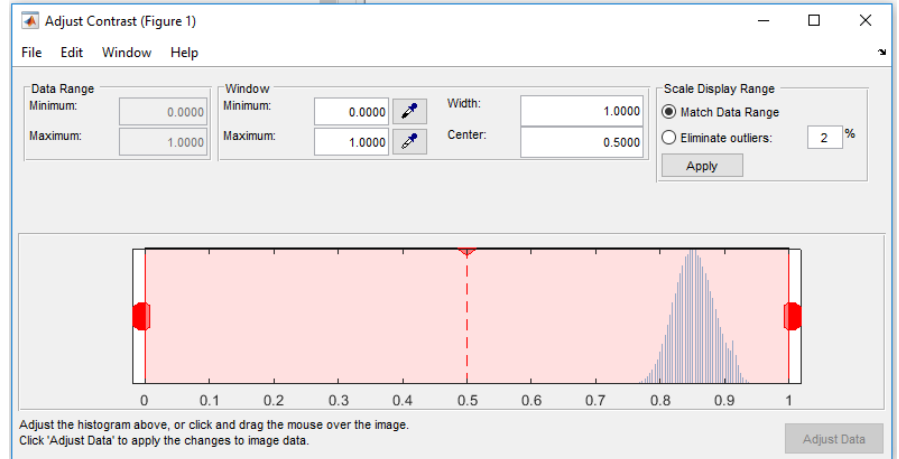 Adjust Contrast (Figure 1)
File Edit Window Help
Data Range
Minimum: 0.0000
Maximum: 1.0000
Window
Minimum: 0.0000
Maximum: 1.0000
Width: 1.0000
Center: 0.5000
Scale Display Range
Match Data Range
Eliminate outliers: 2 %
Apply
0 0.1 0.2 0.3 0.4 0.5 0.6 0.7 0.8 0.9 1
Adjust the histogram above, or click and drag the mouse over the image.
Click 'Adjust Data' to apply the changes to image data.
Adjust Data